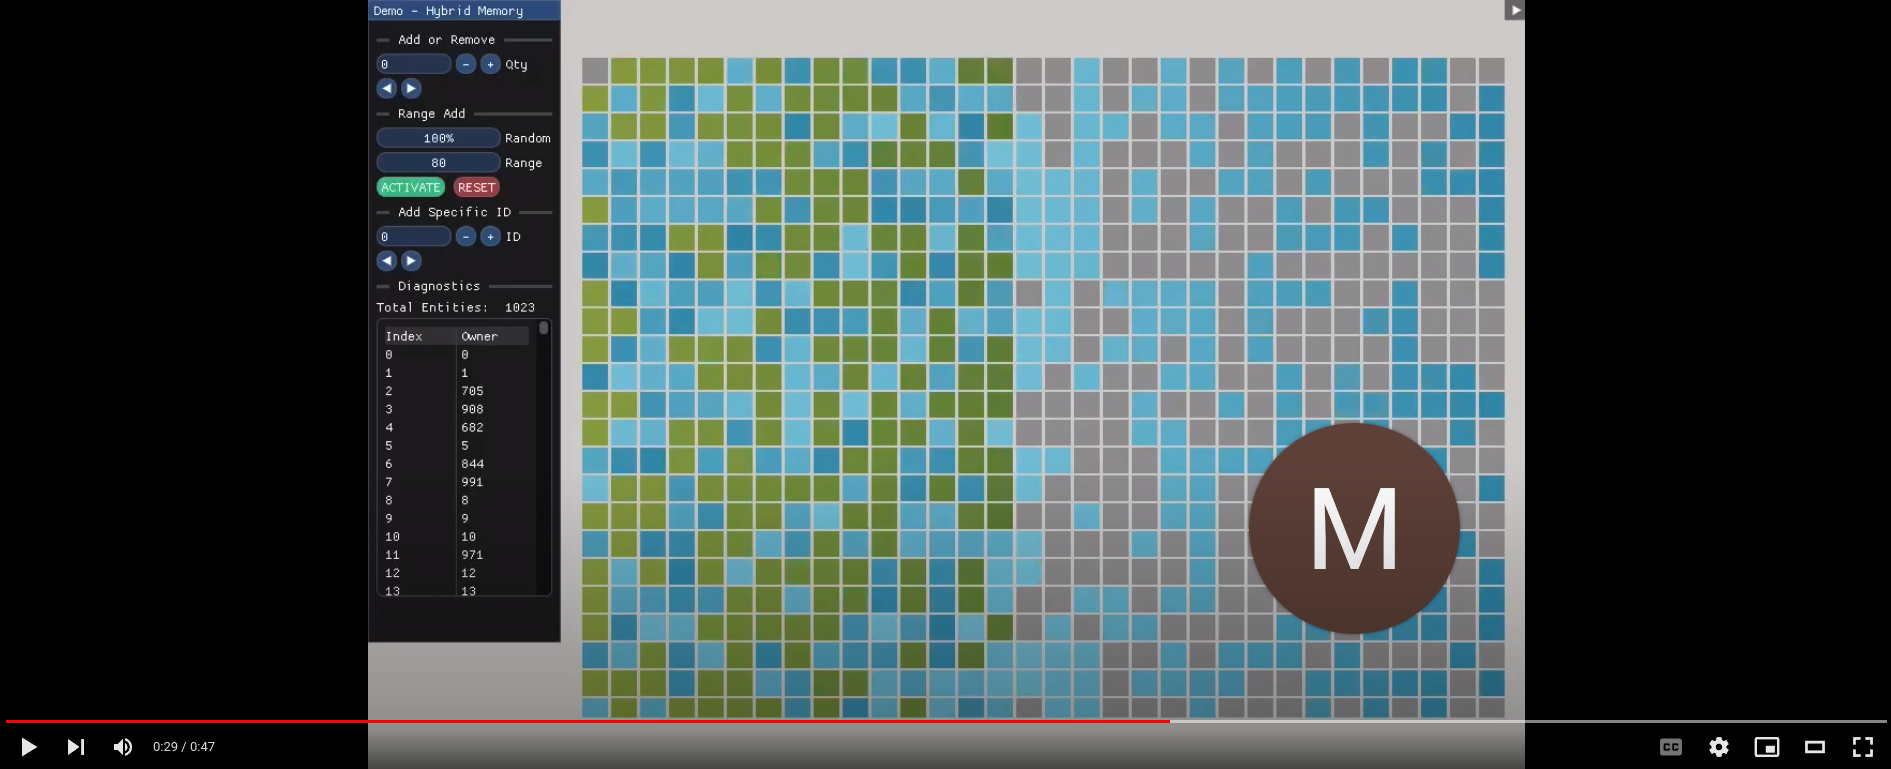 Demo - Hybrid Memory
Add or Remove
0 - + Qty
Range Add
100% Random
80 Range
ACTIVATE RESET
Add Specific ID
0 - + ID
Diagnostics
Total Entities: 1023
Index Owner
0 0
1 1
2 705
3 908
4 682
5 5
6 844
7 991
8 8
9 9
10 10
11 971
12 12
13 13
M
0:29 / 0:47
CC